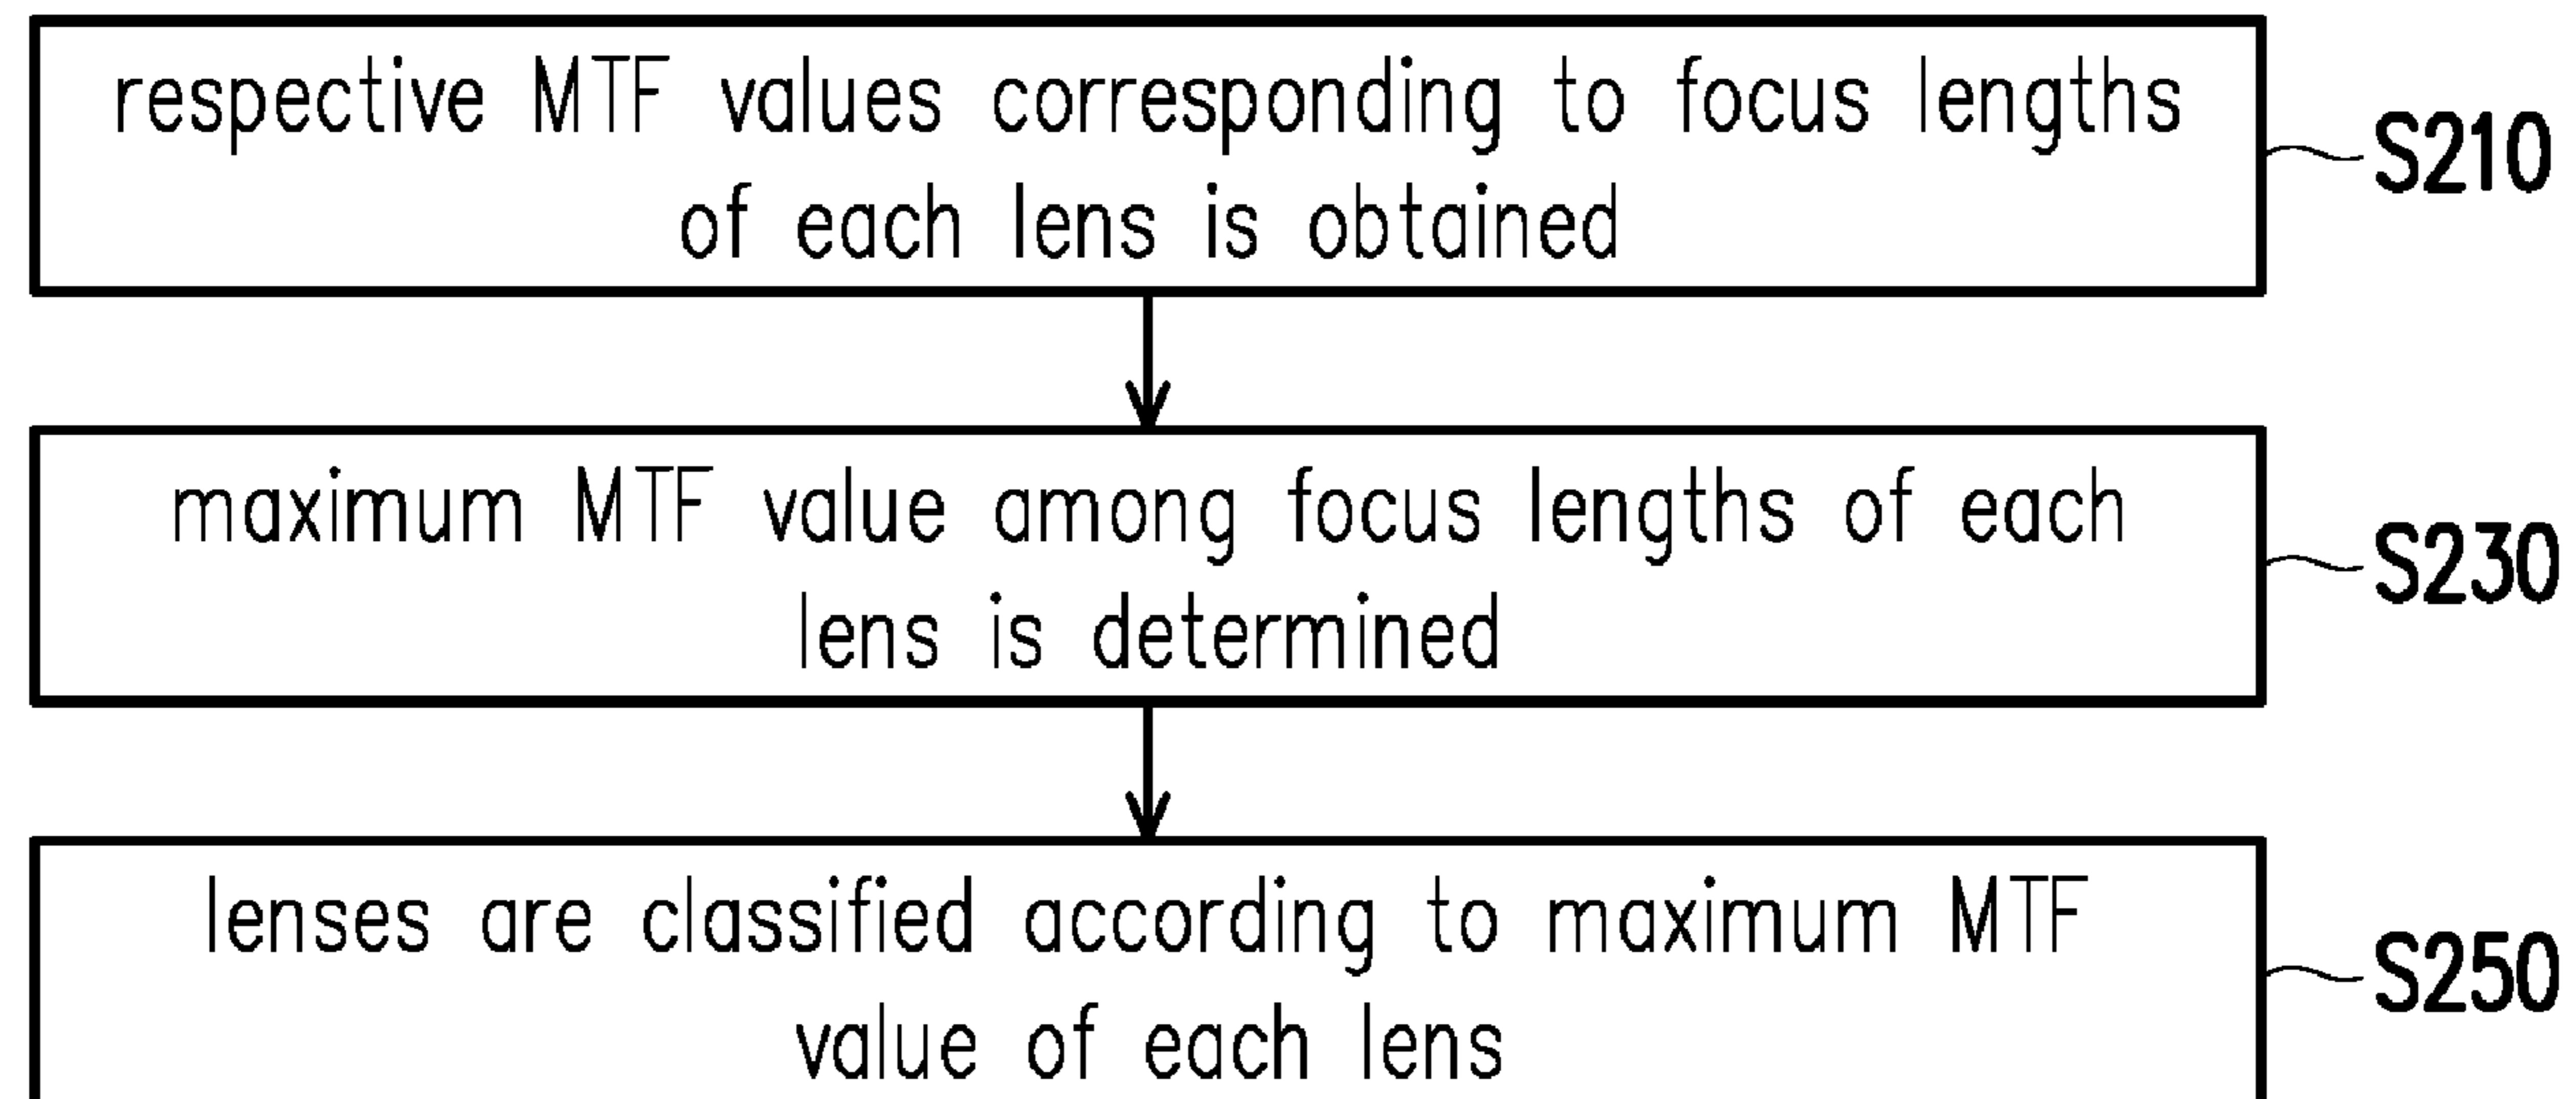 respective MTF values corresponding to focus lengths
of each lens is obtained
S210
maximum MTF value among focus lengths of each
lens is determined
S230
lenses are classified according to maximum MTF
value of each lens
S250